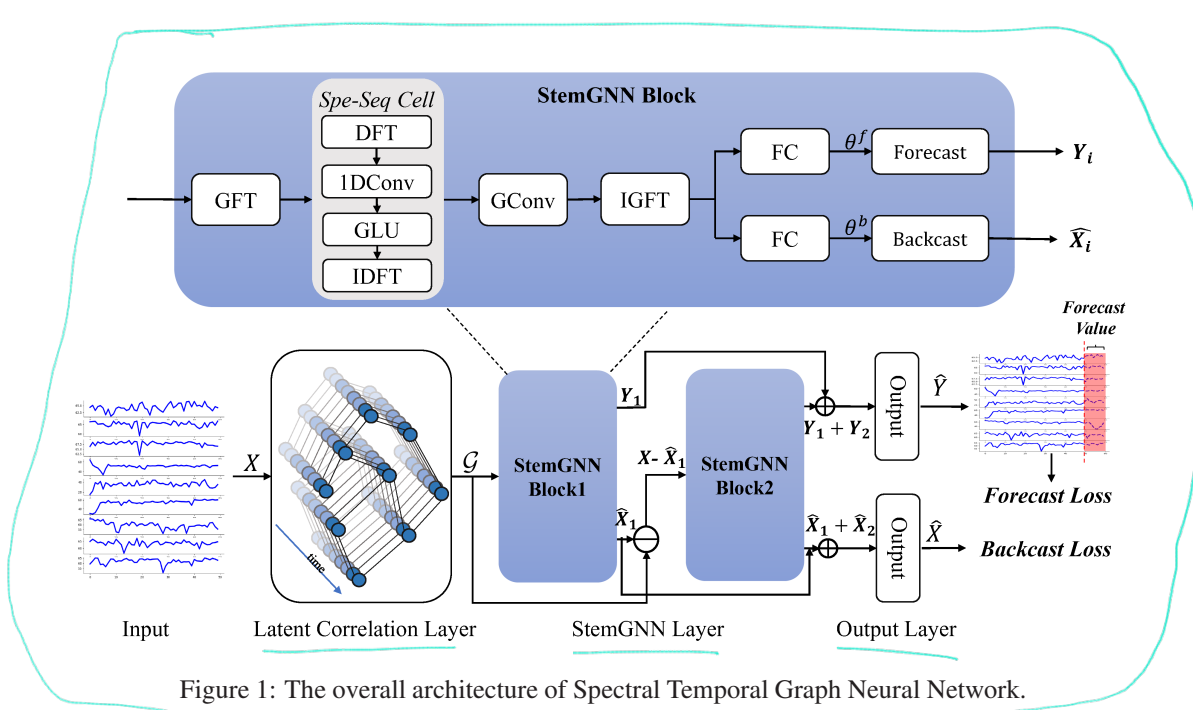 StemGNN Block
Spe-Seq Cell
DFT
1DConv
GLU
IDFT
GFT
GConv
IGFT
FC
θ^f
Forecast
Y_i
FC
θ^b
Backcast
\widehat{X_i}
Forecast
Value
X
time
𝒢
StemGNN
Block1
Y_1
X̂_1
X- X̂_1
StemGNN
Block2
Y_1 + Y_2
X̂_1 + X̂_2
Output
Ŷ
Forecast Loss
Output
X̂
Backcast Loss
Input
Latent Correlation Layer
StemGNN Layer
Output Layer
Figure 1: The overall architecture of Spectral Temporal Graph Neural Network.